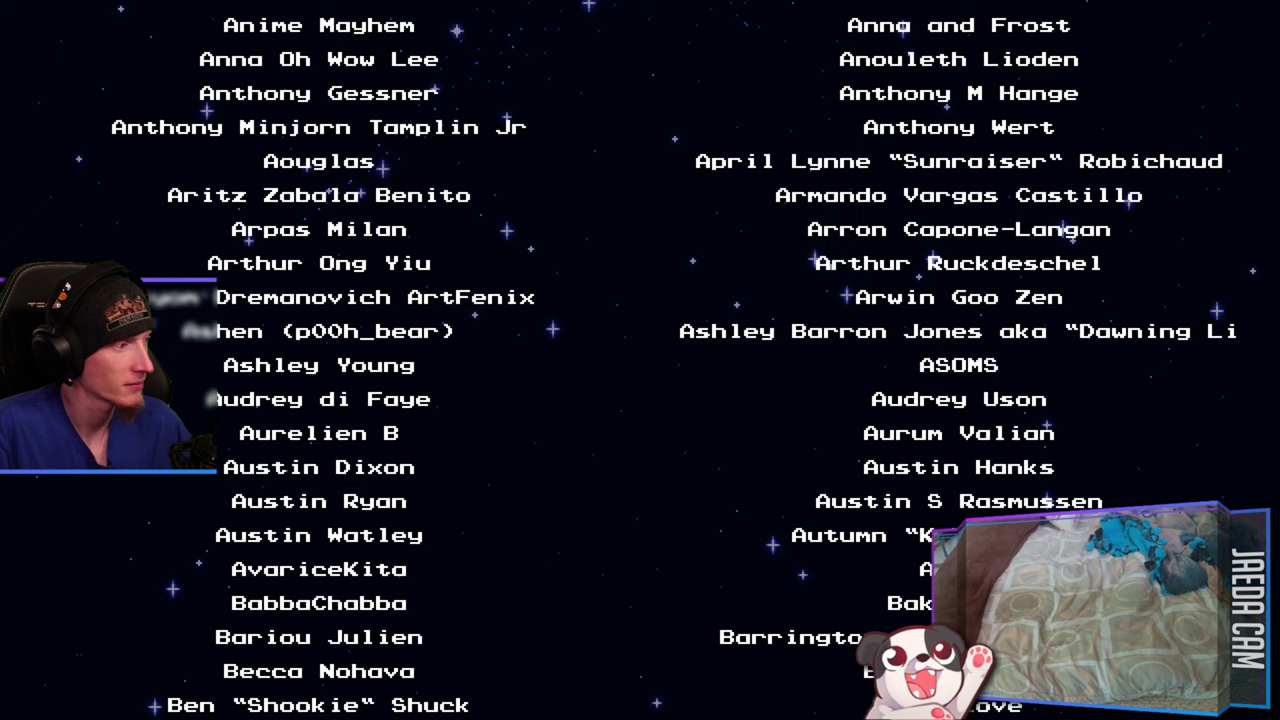 Anime Mayhem
Anna and Frost
Anna Oh Wow Lee
Anouleth Lioden
Anthony Gessner
Anthony M Hange
Anthony Minjorn Tamplin Jr
Anthony Wert
Aouglas
April Lynne "Sunraiser" Robichaud
Aritz Zabala Benito
Armando Vargas Castillo
Arpas Milan
Arron Capone-Langan
Arthur Ong Yiu
Arthur Ruckdeschel
Dremanovich ArtFenix
Arwin Goo Zen
(p00h_bear)
Ashley Barron Jones aka "Dawning Li
Ashley Young
ASOMS
Audrey di Faye
Audrey Uson
Aurelien B
Aurum Valian
Austin Dixon
Austin Hanks
Austin Ryan
Austin S Rasmussen
Austin Watley
Autumn
AvariceKita
BabbaChabba
Bariou Julien
Becca Nohava
Ben "Shookie" Shuck
JAEDA CAM